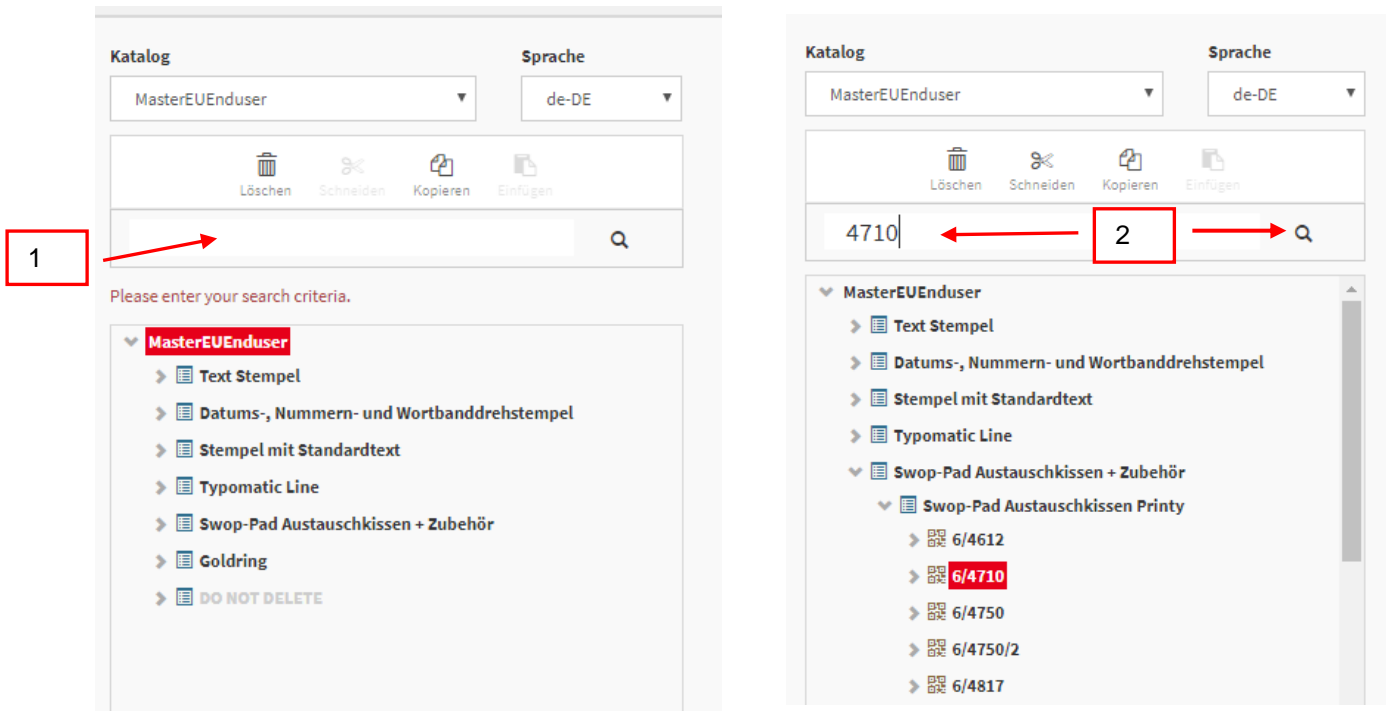 Katalog Sprache
MasterEUEnduser ▼ de-DE ▼
Löschen Schneiden Kopieren Einfügen
1
Please enter your search criteria.
MasterEUEnduser
Text Stempel
Datums-, Nummern- und Wortbanddrehstempel
Stempel mit Standardtext
Typomatic Line
Swop-Pad Austauschkissen + Zubehör
Goldring
DO NOT DELETE
Katalog Sprache
MasterEUEnduser ▼ de-DE ▼
Löschen Schneiden Kopieren Einfügen
4710 2
MasterEUEnduser
Text Stempel
Datums-, Nummern- und Wortbanddrehstempel
Stempel mit Standardtext
Typomatic Line
Swop-Pad Austauschkissen + Zubehör
Swop-Pad Austauschkissen Printy
6/4612
6/4710
6/4750
6/4750/2
6/4817